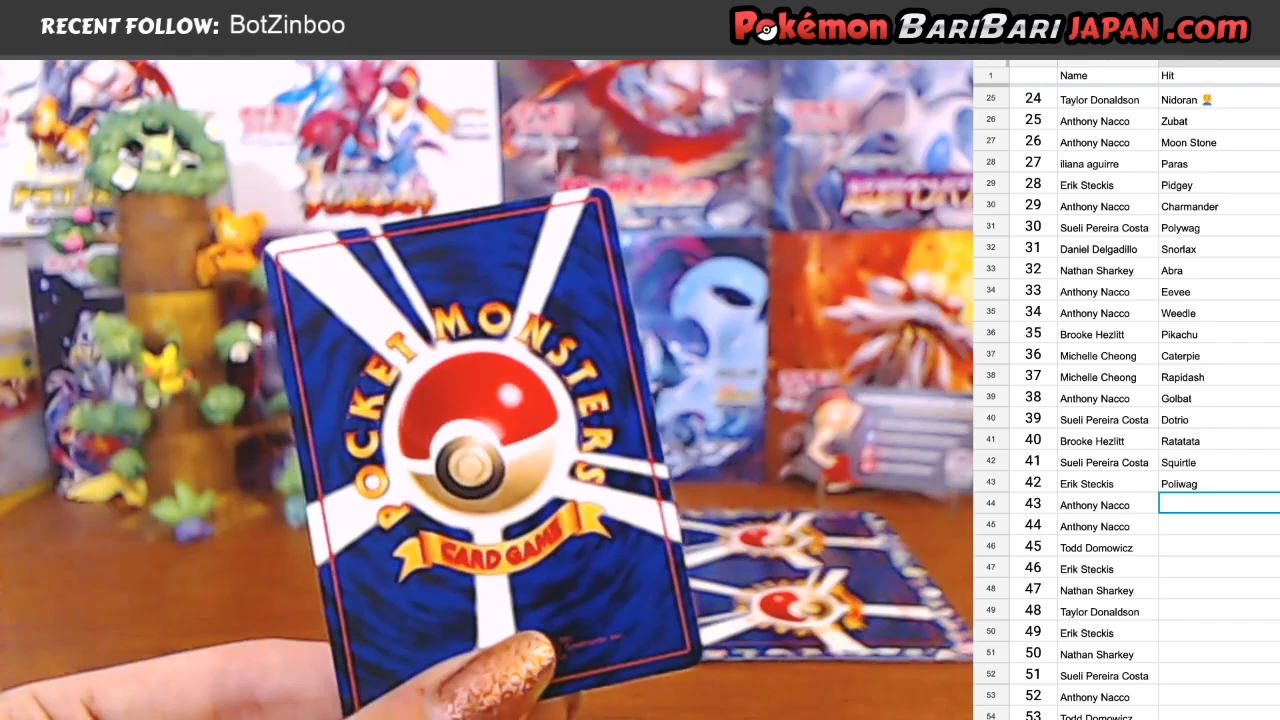 RECENT FOLLOW: BotZinboo
Pokémon BARIBARI JAPAN.com
POCKET MONSTERS
CARD GAME
1 Name Hit
25 24 Taylor Donaldson Nidoran
26 25 Anthony Nacco Zubat
27 26 Anthony Nacco Moon Stone
28 27 iliana aguirre Paras
29 28 Erik Steckis Pidgey
30 29 Anthony Nacco Charmander
31 30 Sueli Pereira Costa Polywag
32 31 Daniel Delgadillo Snorlax
33 32 Nathan Sharkey Abra
34 33 Anthony Nacco Eevee
35 34 Anthony Nacco Weedle
36 35 Brooke Hezlitt Pikachu
37 36 Michelle Cheong Caterpie
38 37 Michelle Cheong Rapidash
39 38 Anthony Nacco Golbat
40 39 Sueli Pereira Costa Dotrio
41 40 Brooke Hezlitt Ratatata
42 41 Sueli Pereira Costa Squirtle
43 42 Erik Steckis Poliwag
44 43 Anthony Nacco
45 44 Anthony Nacco
46 45 Todd Domowicz
47 46 Erik Steckis
48 47 Nathan Sharkey
49 48 Taylor Donaldson
50 49 Erik Steckis
51 50 Nathan Sharkey
52 51 Sueli Pereira Costa
53 52 Anthony Nacco
54 53 Todd Domowicz